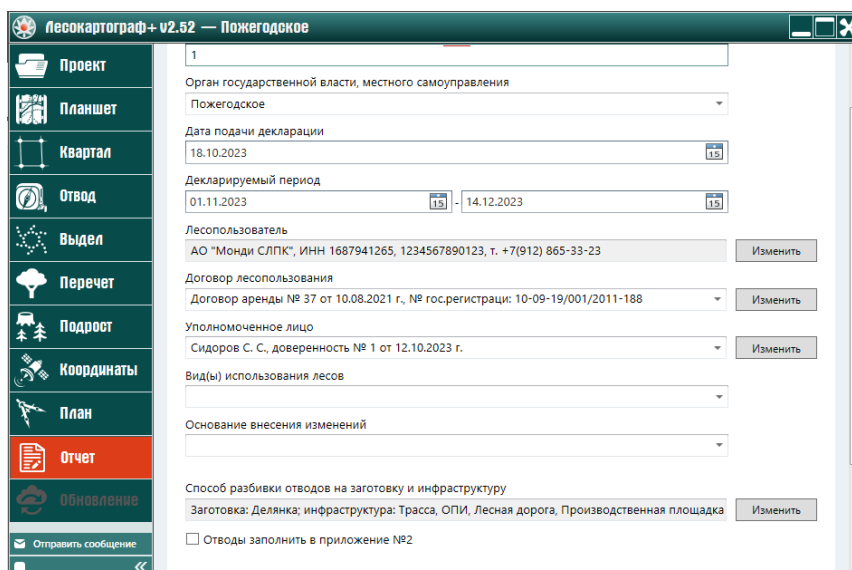 Лесокартограф+ v2.52 — Пожегодское
Проект
Планшет
Квартал
Отвод
Выдел
Перечет
Подрост
Координаты
План
Отчет
Обновление
Отправить сообщение
1
Орган государственной власти, местного самоуправления
Пожегодское
Дата подачи декларации
18.10.2023
15
Декларируемый период
01.11.2023
15
-
14.12.2023
15
Лесопользователь
АО "Монди СЛПК", ИНН 1687941265, 1234567890123, т. +7(912) 865-33-23
Изменить
Договор лесопользования
Договор аренды № 37 от 10.08.2021 г., № гос.регистраци: 10-09-19/001/2011-188
Изменить
Уполномоченное лицо
Сидоров С. С., доверенность № 1 от 12.10.2023 г.
Изменить
Вид(ы) использования лесов
Основание внесения изменений
Способ разбивки отводов на заготовку и инфраструктуру
Заготовка: Делянка; инфраструктура: Трасса, ОПИ, Лесная дорога, Производственная площадка
Изменить
Отводы заполнить в приложение №2